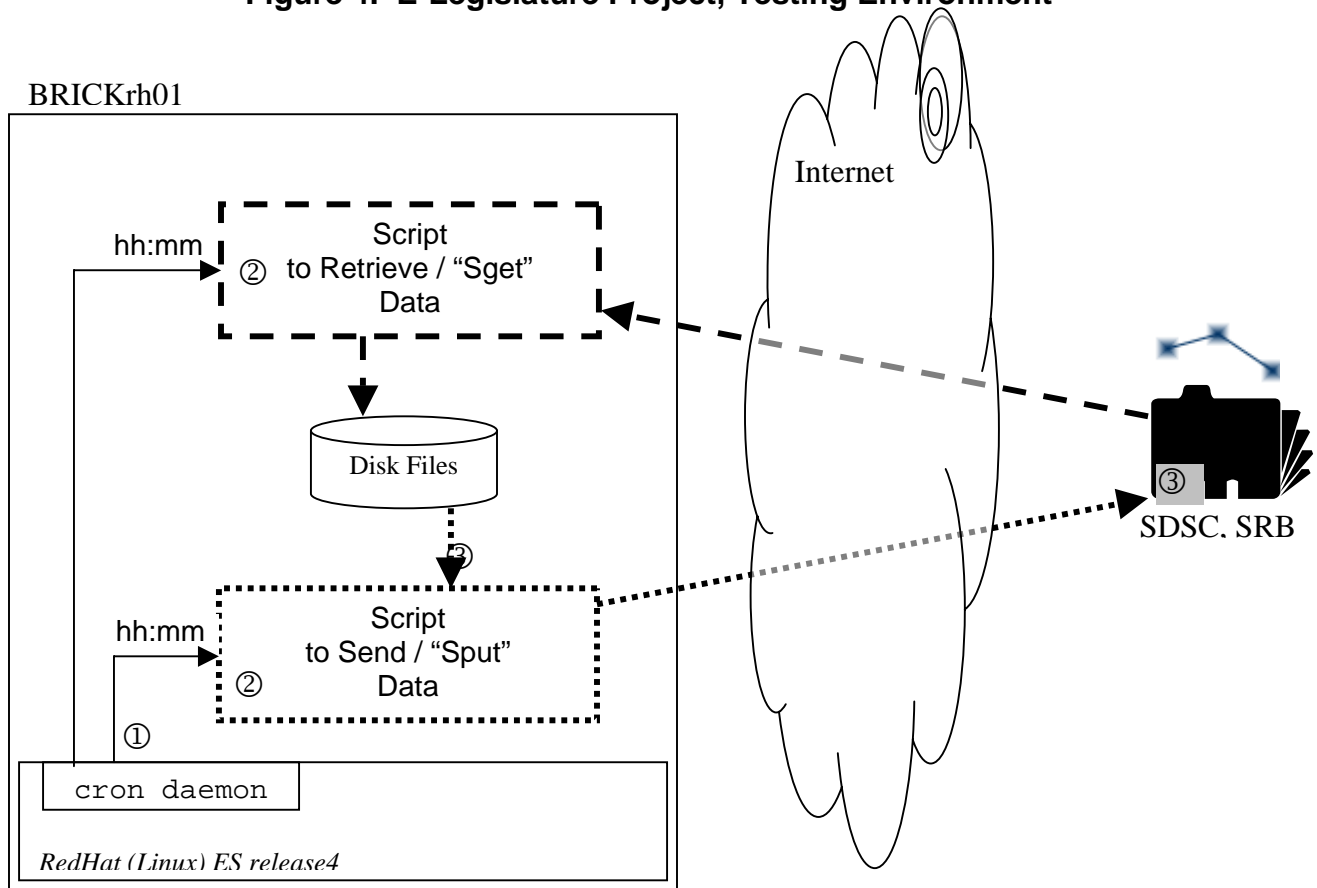 BRICKrh01
Internet
hh:mm
Script
② to Retrieve / “Sget”
Data
Disk Files
③
③
SDSC, SRB
hh:mm
Script
to Send / “Sput”
② Data
①
cron daemon
RedHat (Linux) ES release4